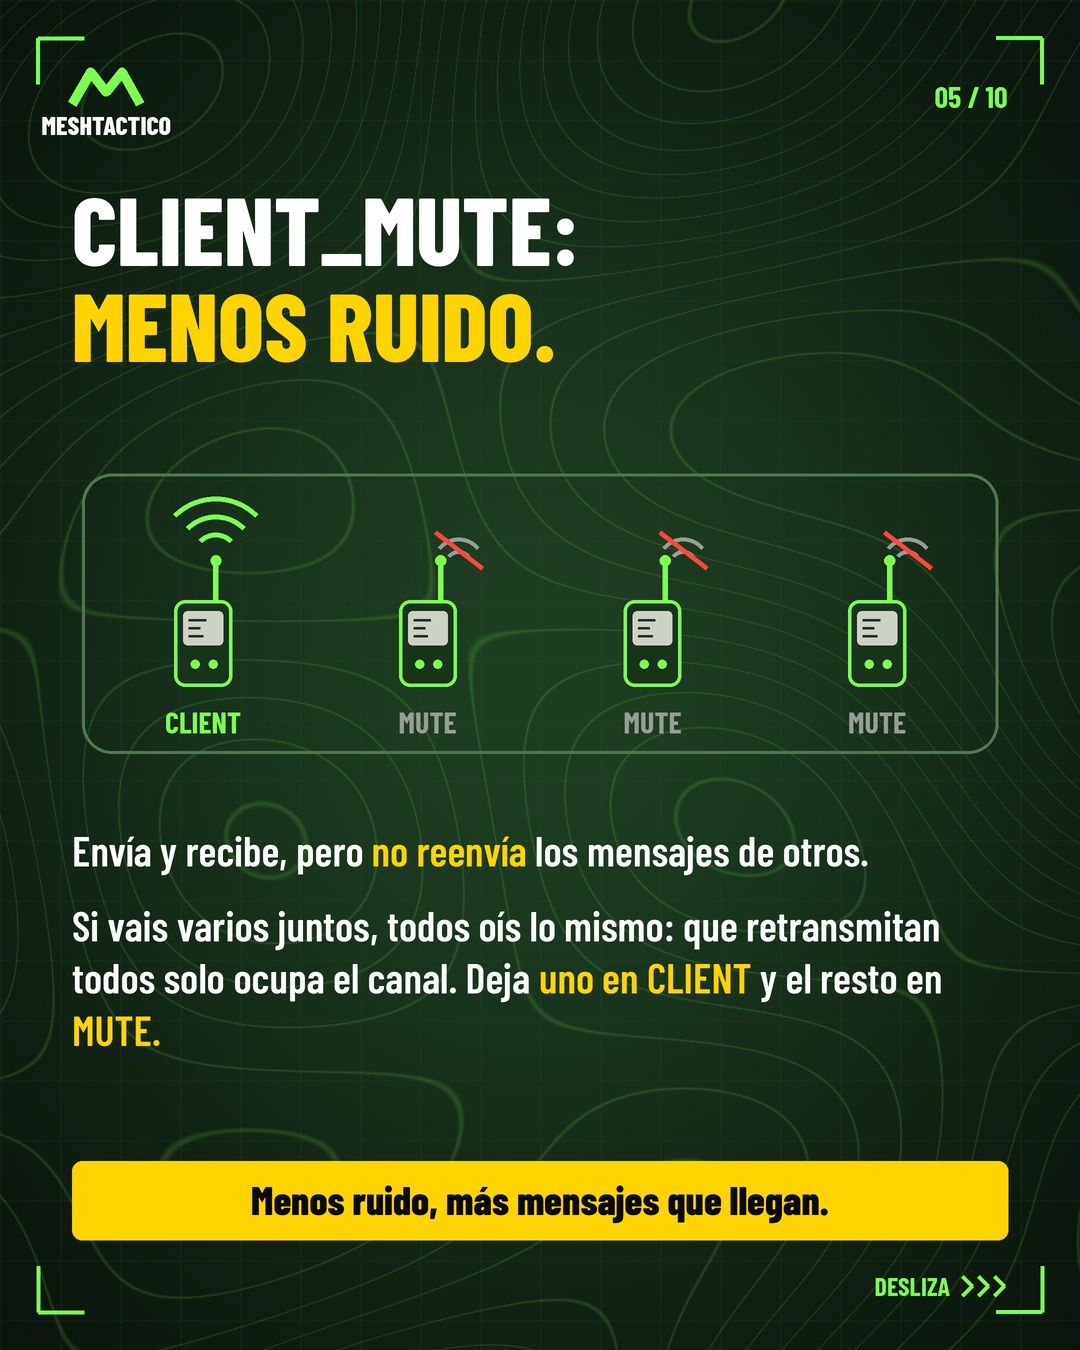 MESHTACTICO
05 / 10
CLIENT_MUTE:
MENOS RUIDO.
CLIENT
MUTE
MUTE
MUTE
Envía y recibe, pero no reenvía los mensajes de otros.
Si vais varios juntos, todos oís lo mismo: que retransmitan
todos solo ocupa el canal. Deja uno en CLIENT y el resto en
MUTE.
Menos ruido, más mensajes que llegan.
DESLIZA